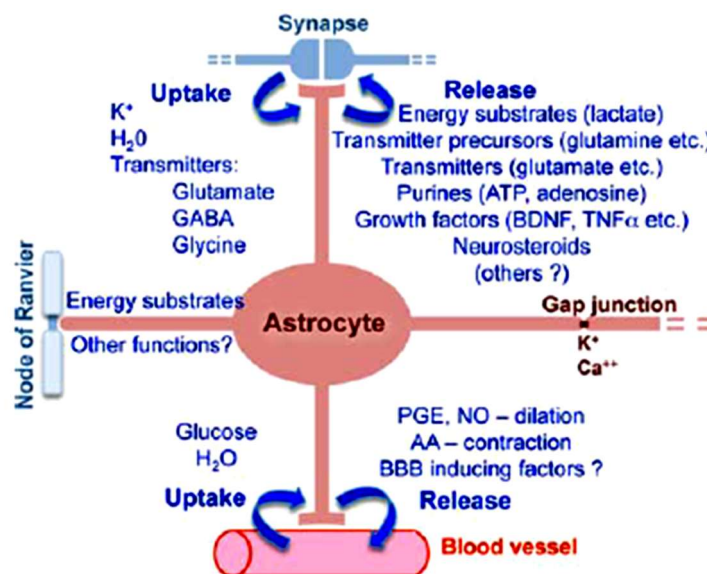 Synapse
Uptake
K⁺
H₂0
Transmitters:
Glutamate
GABA
Glycine
Release
Energy substrates (lactate)
Transmitter precursors (glutamine etc.)
Transmitters (glutamate etc.)
Purines (ATP, adenosine)
Growth factors (BDNF, TNFα etc.)
Neurosteroids
(others ?)
Node of Ranvier
Energy substrates
Other functions?
Astrocyte
Gap junction
K⁺
Ca⁺⁺
Glucose
H₂O
Uptake
PGE, NO – dilation
AA – contraction
BBB inducing factors ?
Release
Blood vessel